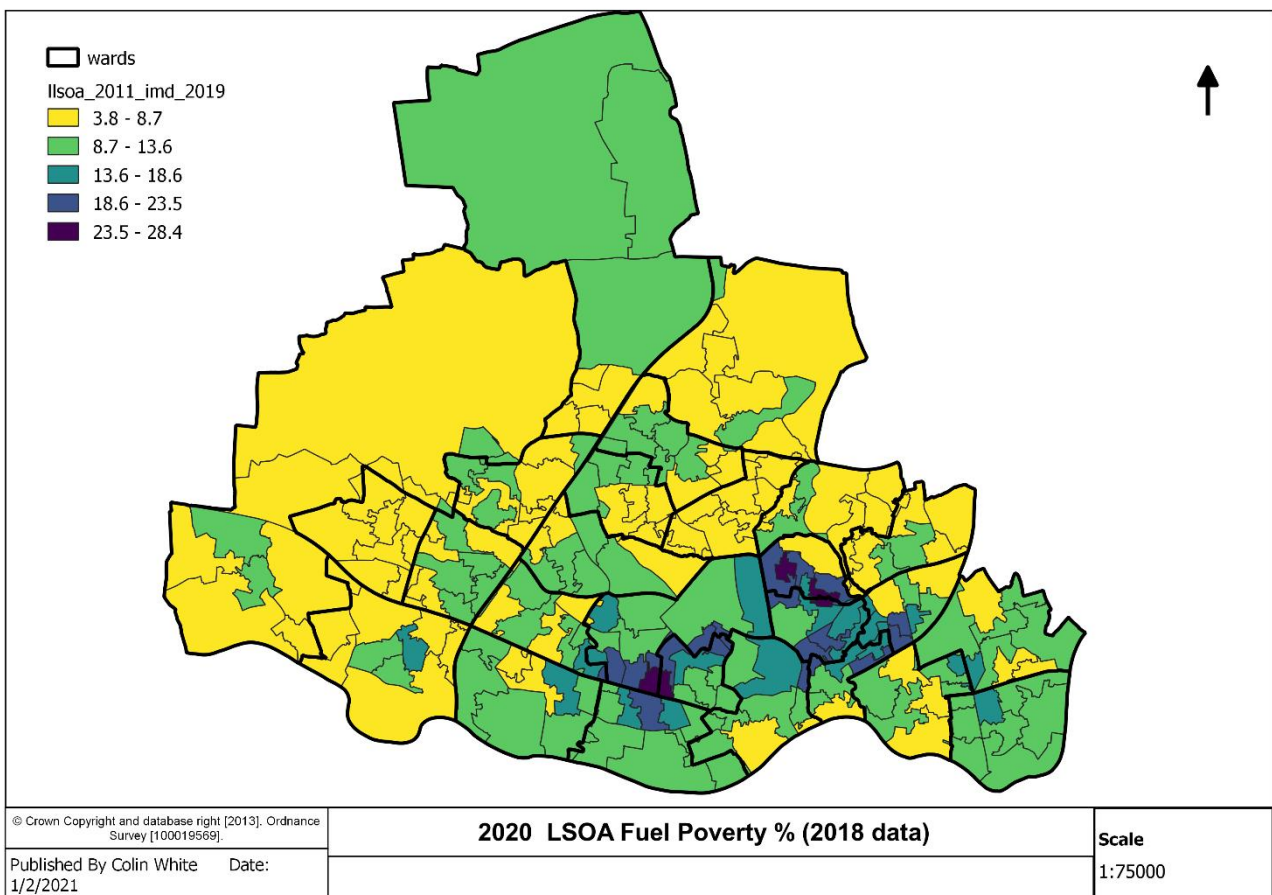 wards
llsoa_2011_imd_2019
3.8 - 8.7
8.7 - 13.6
13.6 - 18.6
18.6 - 23.5
23.5 - 28.4
© Crown Copyright and database right [2013]. Ordnance
Survey [100019569].
Published By Colin White Date:
1/2/2021
2020 LSOA Fuel Poverty % (2018 data)
Scale
1:75000